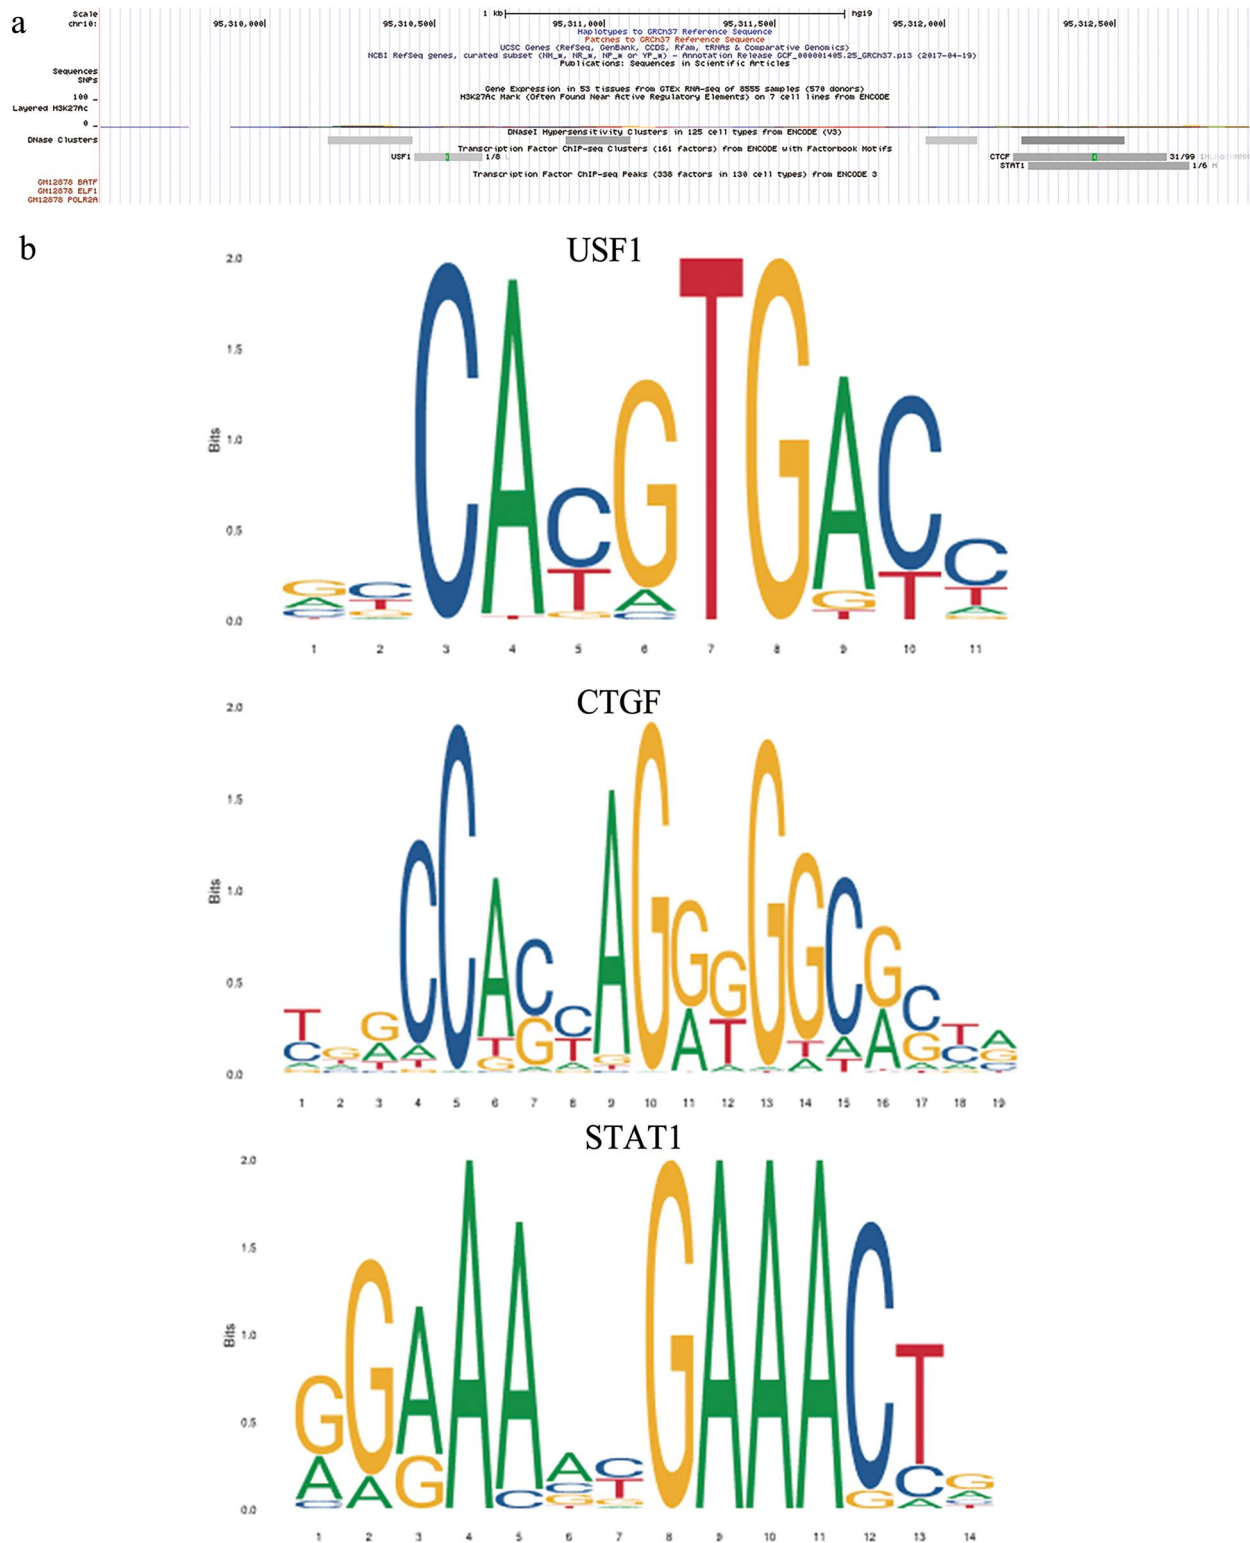 a
Scale 1 kb hg19
chr10: 95,310,000 95,310,500 95,311,000 95,311,500 95,312,000 95,312,500
Haplotypes to GRCh37 Reference Sequence
Patches to GRCh37 Reference Sequence
UCSC Genes (RefSeq, GenBank, CCDS, Rfam, tRNAs & Comparative Genomics)
NCBI RefSeq genes, curated subset (NM_*, NR_*, NP_* or YP_*) - Annotation Release GCF_000001405.25_GRCh37.p13 (2017-04-19)
Publications: Sequences in Scientific Articles
Sequences
SNPs
Gene Expression in 53 tissues from GTEx RNA-seq of 8555 samples (570 donors)
100 _ H3K27Ac Mark (Often Found Near Active Regulatory Elements) on 7 cell lines from ENCODE
Layered H3K27Ac
0 _
DNaseI Hypersensitivity Clusters in 125 cell types from ENCODE (V3)
DNase Clusters
Transcription Factor ChIP-seq Clusters (161 factors) from ENCODE with Factorbook Motifs
USF1 1/8 L CTCF 31/99
STAT1 1/6 M
Transcription Factor ChIP-seq Peaks (338 factors in 130 cell types) from ENCODE 3
GM12878 BATF
GM12878 ELF1
GM12878 POLR2A
b
USF1
2.0
1.5
Bits
1.0
0.5
0.0
G C C A C G T G A C C
A T T A G T T
C G G C T A
T G
1 2 3 4 5 6 7 8 9 10 11
CTGF
2.0
1.5
Bits
1.0
0.5
0.0
T G G C C A C C A G G G G G C G C T A
1 2 3 4 5 6 7 8 9 10 11 12 13 14 15 16 17 18 19
STAT1
2.0
1.5
Bits
1.0
0.5
0.0
G G A A A A C G A A A C T G
A A G C C T G C A
C G G A C
1 2 3 4 5 6 7 8 9 10 11 12 13 14